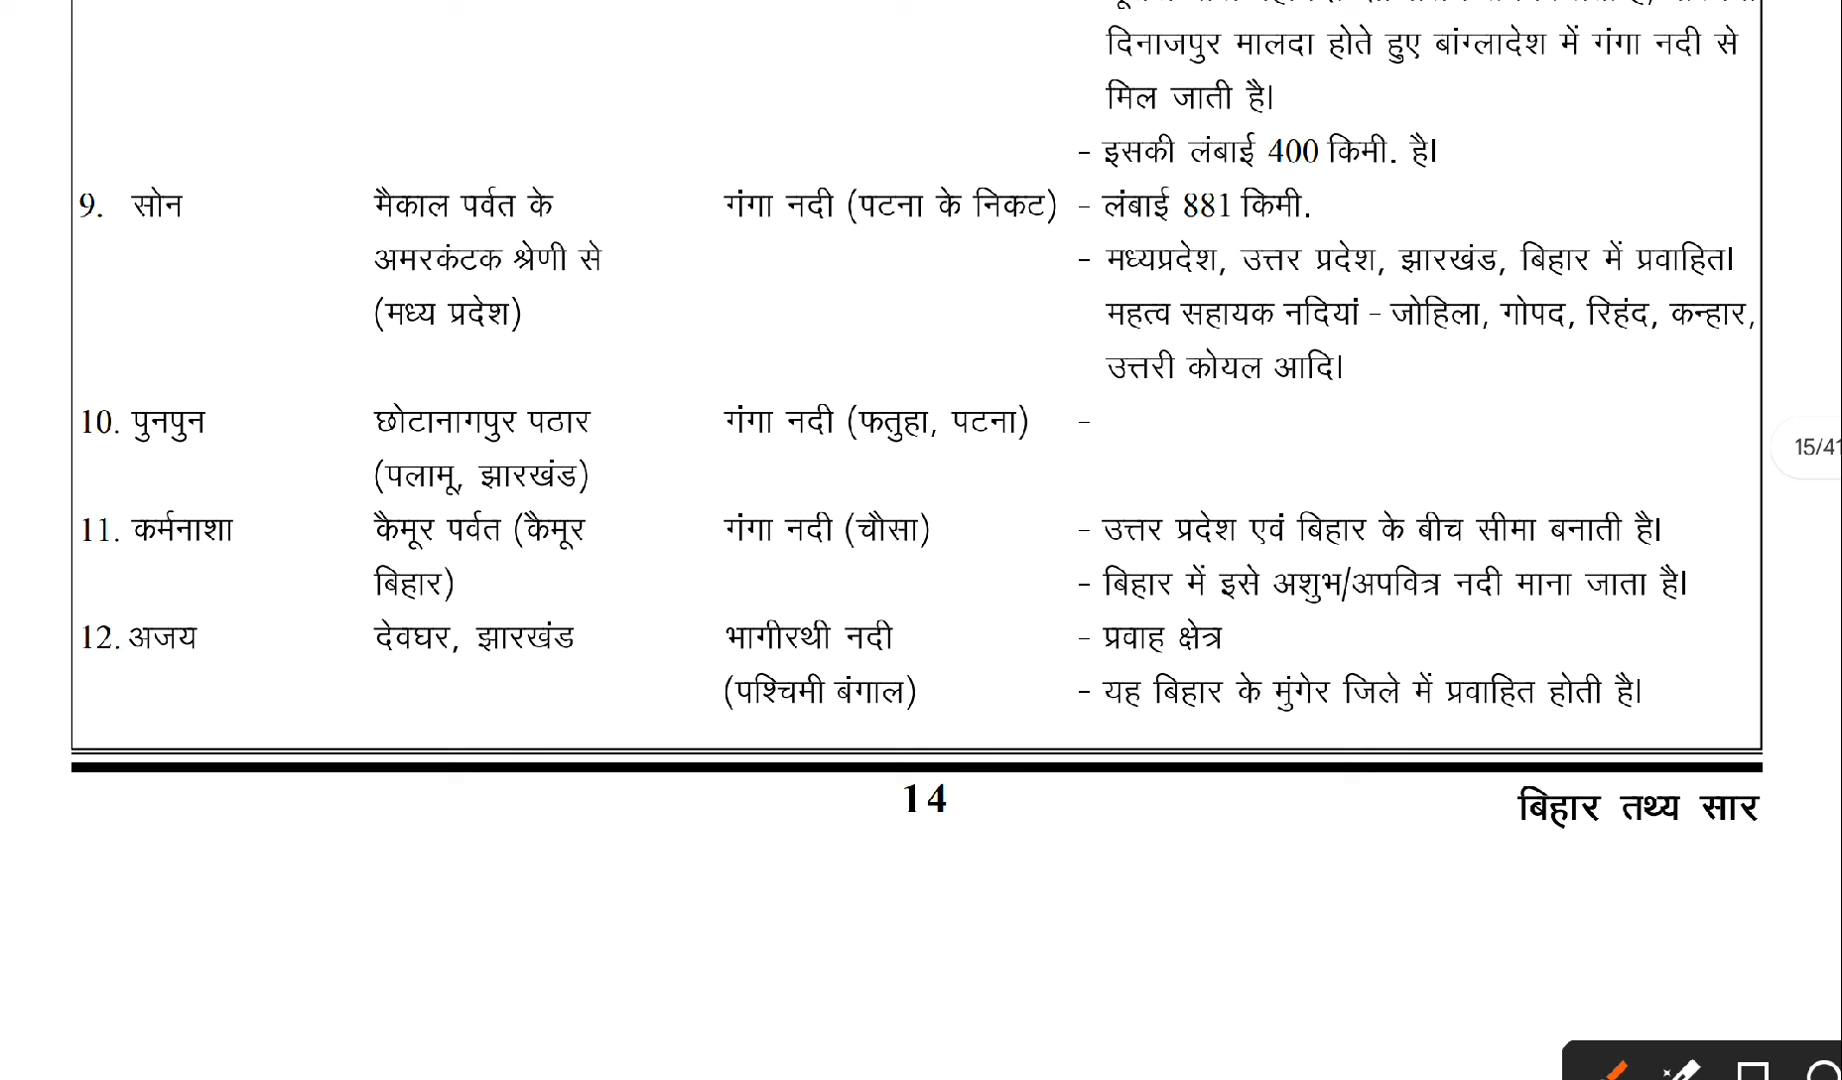 दिनाजपुर मालदा होते हुए बांग्लादेश में गंगा नदी से
मिल जाती है।
- इसकी लंबाई 400 किमी. है।
9. सोन मैकाल पर्वत के गंगा नदी (पटना के निकट) - लंबाई 881 किमी.
अमरकंटक श्रेणी से - मध्यप्रदेश, उत्तर प्रदेश, झारखंड, बिहार में प्रवाहित।
(मध्य प्रदेश) महत्व सहायक नदियां - जोहिला, गोपद, रिहंद, कन्हार,
उत्तरी कोयल आदि।
10. पुनपुन छोटानागपुर पठार गंगा नदी (फतुहा, पटना) -
(पलामू, झारखंड)
11. कर्मनाशा कैमूर पर्वत (कैमूर गंगा नदी (चौसा) - उत्तर प्रदेश एवं बिहार के बीच सीमा बनाती है।
बिहार) - बिहार में इसे अशुभ/अपवित्र नदी माना जाता है।
12. अजय देवघर, झारखंड भागीरथी नदी - प्रवाह क्षेत्र
(पश्चिमी बंगाल) - यह बिहार के मुंगेर जिले में प्रवाहित होती है।
14
बिहार तथ्य सार
15/41